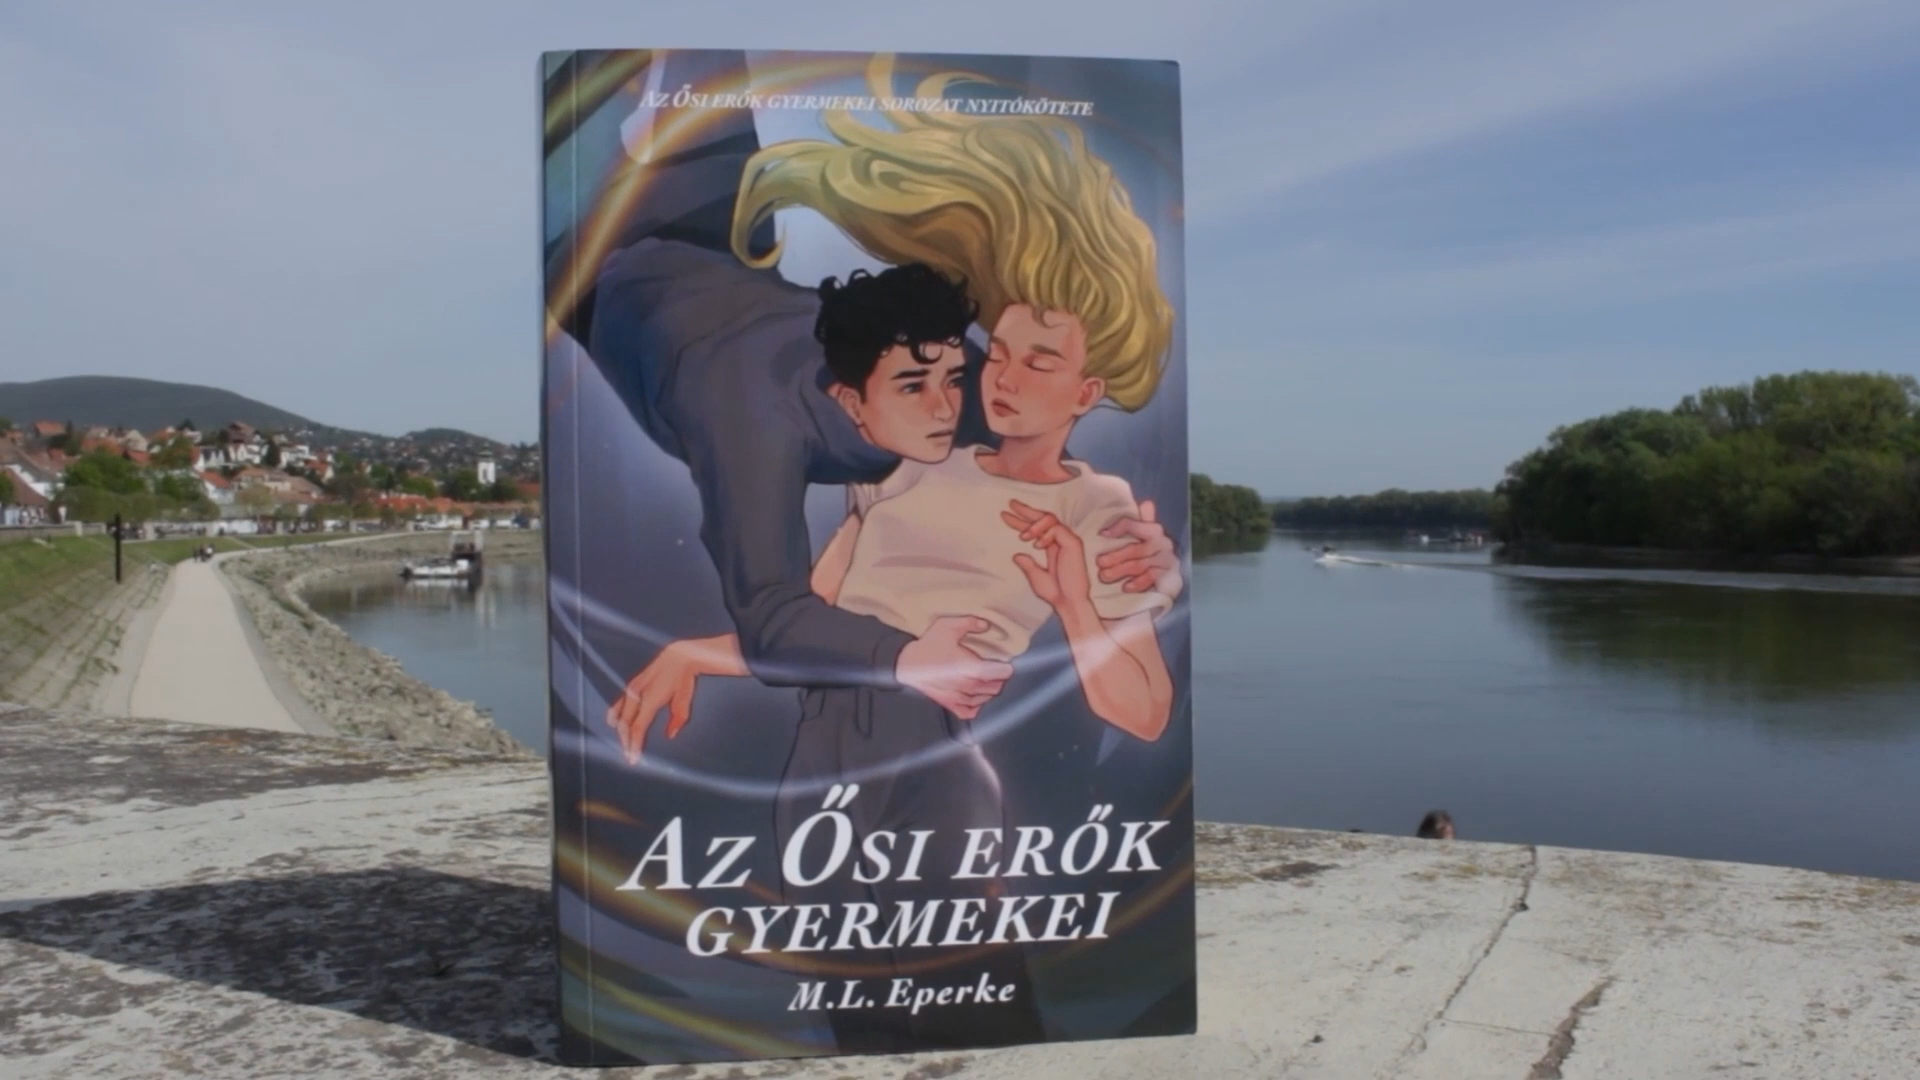 Az Ősi erők gyermekei sorozat nyitókötete
Az Ősi erők
gyermekei
M.L. Eperke